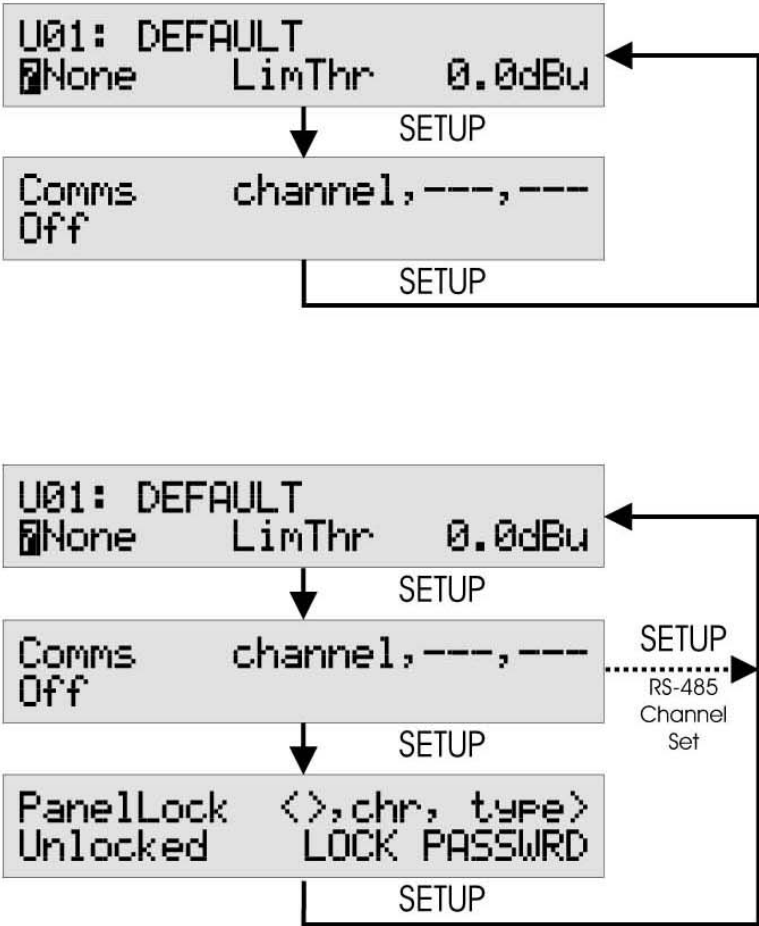 U01: DEFAULT
?None LimThr 0.0dBu
SETUP
Comms channel,---,---
Off
SETUP
U01: DEFAULT
?None LimThr 0.0dBu
SETUP
Comms channel,---,---
Off
SETUP
RS-485
Channel
Set
SETUP
PanelLock <>,chr, type>
Unlocked LOCK PASSWRD
SETUP